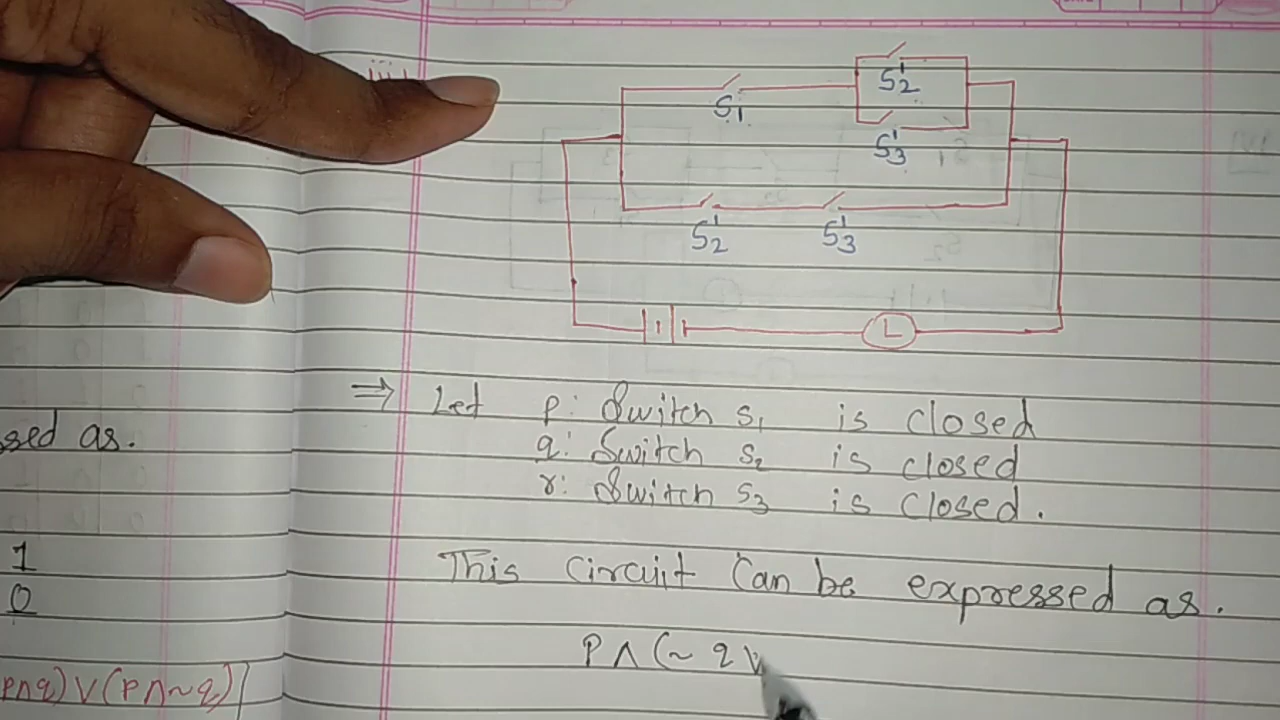 iii
S₂'
S₁
S₃'
S₂' S₃'
L
⇒ Let p: Switch S₁ is closed
q: Switch S₂ is closed
r: Switch S₃ is closed.
This Circuit Can be expressed as.
P ∧ (~ q ∨
sed as.
1
0
p∧q) ∨ (p∧~q)]